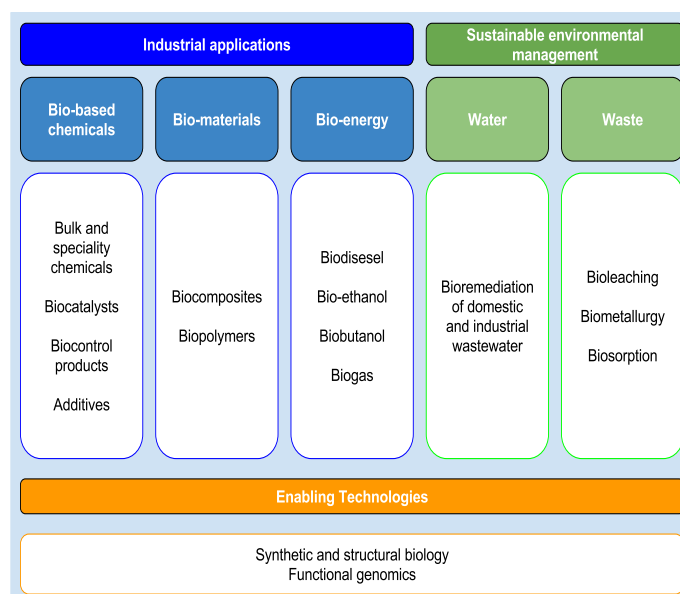 Industrial applications
Sustainable environmental
management
Bio-based
chemicals
Bio-materials
Bio-energy
Water
Waste
Bulk and
speciality
chemicals
Biocatalysts
Biocontrol
products
Additives
Biocomposites
Biopolymers
Biodisesel
Bio-ethanol
Biobutanol
Biogas
Bioremediation
of domestic
and industrial
wastewater
Bioleaching
Biometallurgy
Biosorption
Enabling Technologies
Synthetic and structural biology
Functional genomics